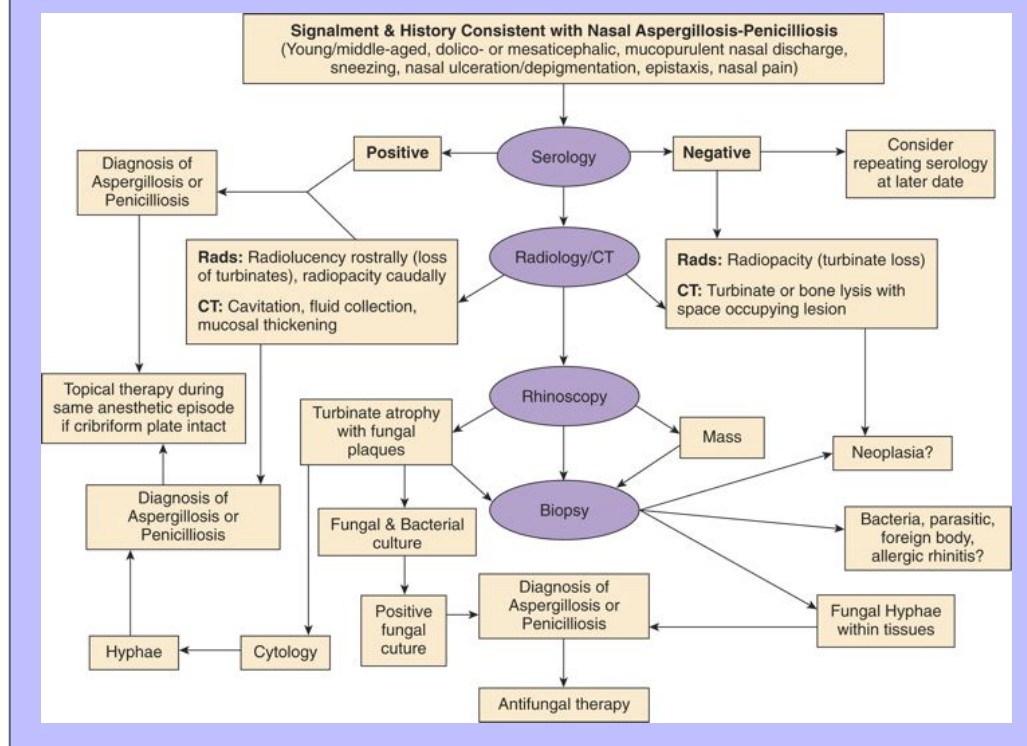 Signalment & History Consistent with Nasal Aspergillosis-Penicilliosis
(Young/middle-aged, dolico- or mesaticephalic, mucopurulent nasal discharge,
sneezing, nasal ulceration/depigmentation, epistaxis, nasal pain)
Positive
Serology
Negative
Consider
repeating serology
at later date
Diagnosis of
Aspergillosis or
Penicilliosis
Rads: Radiolucency rostrally (loss
of turbinates), radiopacity caudally
CT: Cavitation, fluid collection,
mucosal thickening
Radiology/CT
Rads: Radiopacity (turbinate loss)
CT: Turbinate or bone lysis with
space occupying lesion
Topical therapy during
same anesthetic episode
if cribriform plate intact
Turbinate atrophy
with fungal
plaques
Rhinoscopy
Mass
Neoplasia?
Diagnosis of
Aspergillosis or
Penicilliosis
Fungal & Bacterial
culture
Biopsy
Bacteria, parasitic,
foreign body,
allergic rhinitis?
Hyphae
Cytology
Positive
fungal
cuture
Diagnosis of
Aspergillosis or
Penicilliosis
Fungal Hyphae
within tissues
Antifungal therapy